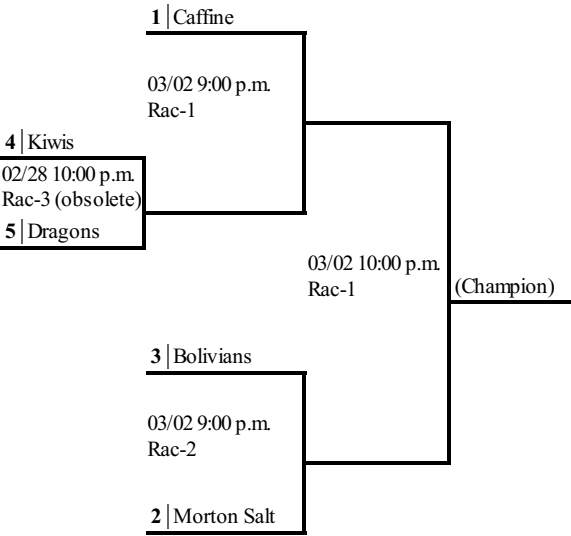 1 Caffine
03/02 9:00 p.m.
Rac-1
4 Kiwis
02/28 10:00 p.m.
Rac-3 (obsolete)
5 Dragons
03/02 10:00 p.m.
Rac-1
(Champion)
3 Bolivians
03/02 9:00 p.m.
Rac-2
2 Morton Salt